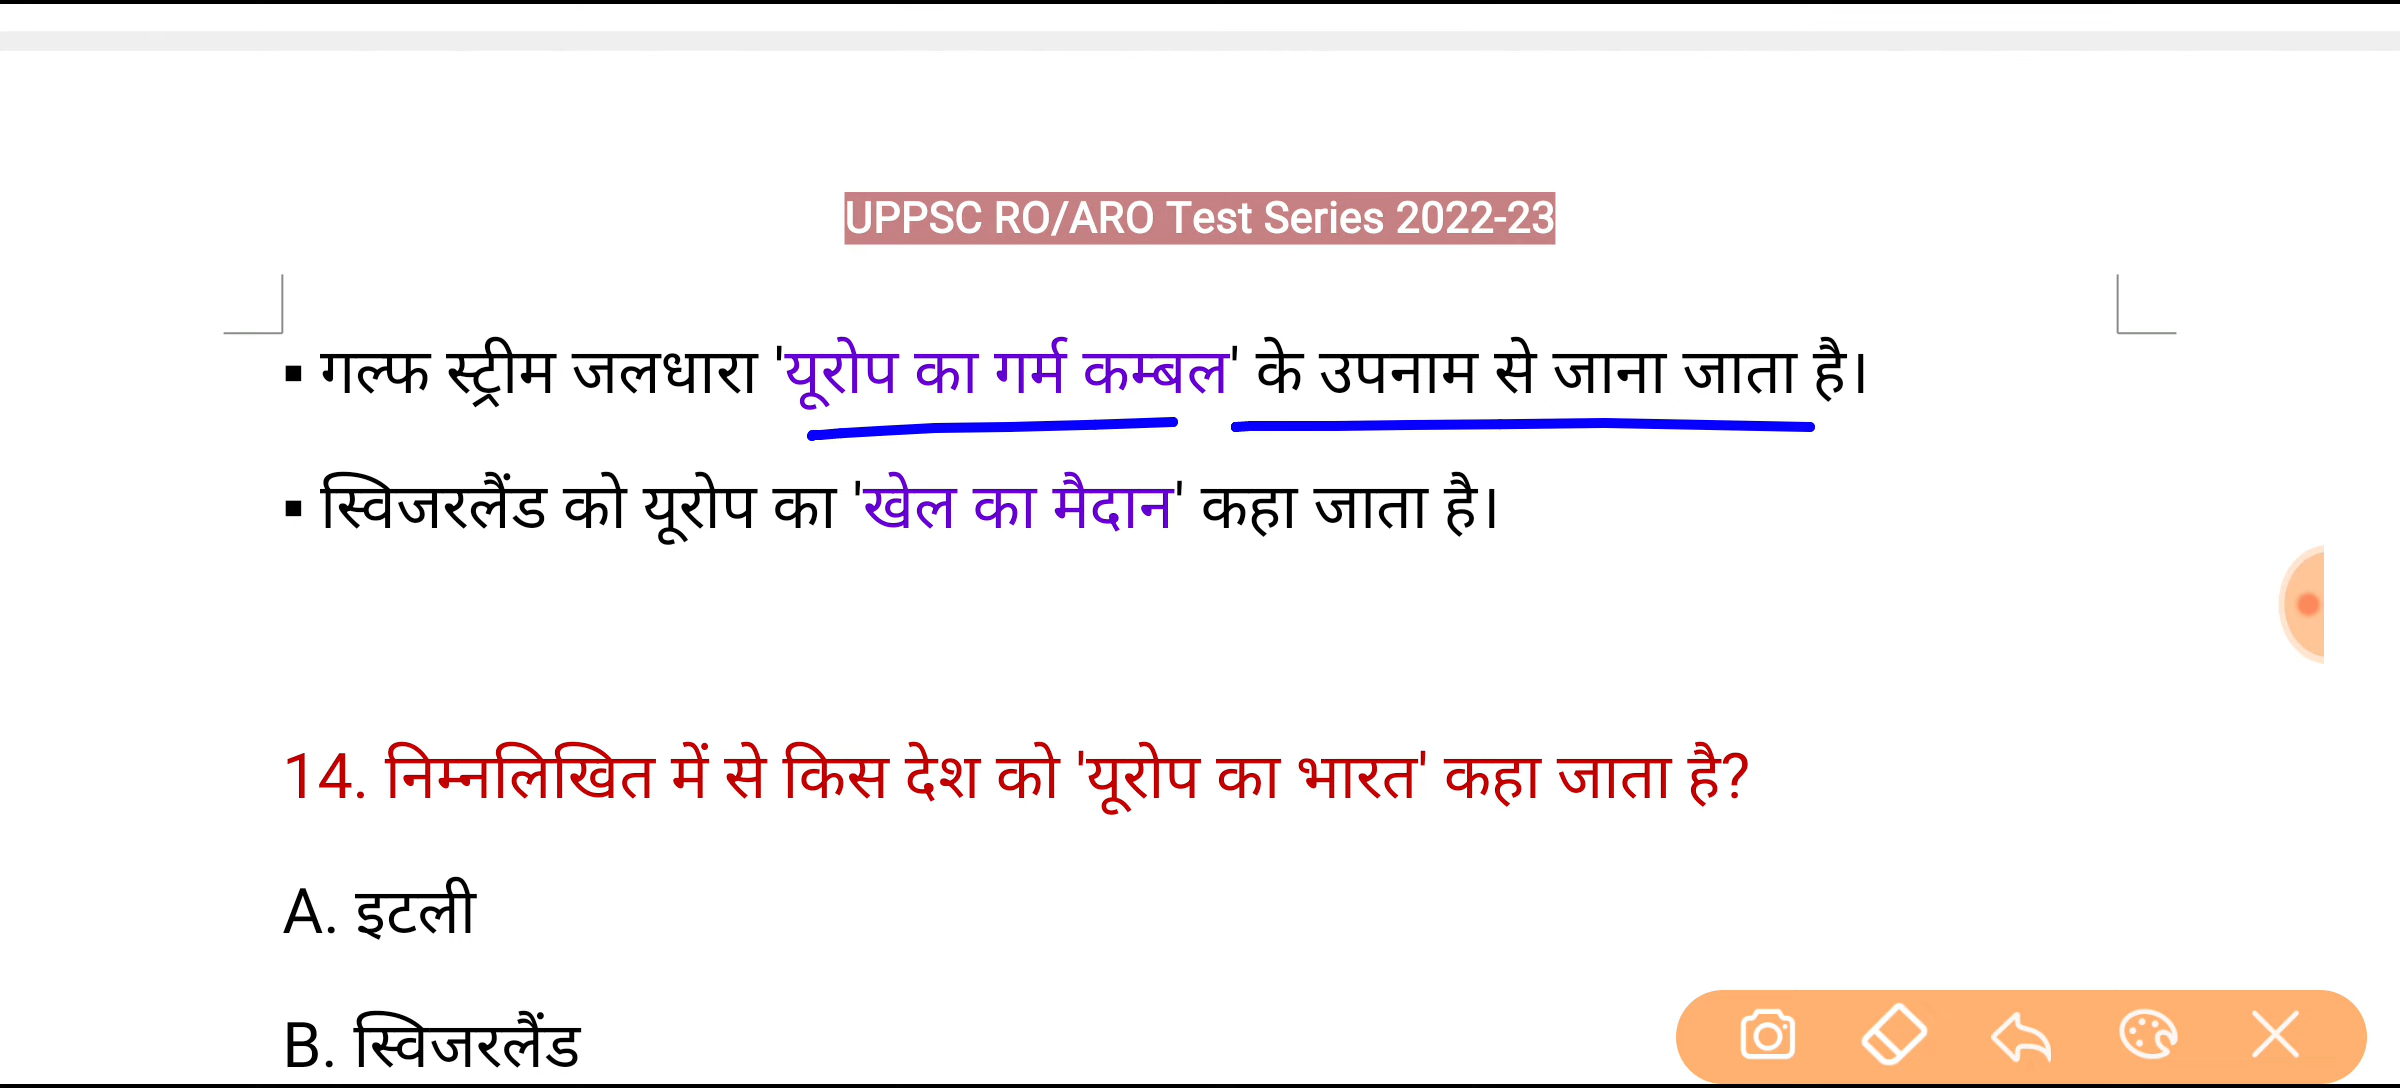 UPPSC RO/ARO Test Series 2022-23
▪ गल्फ स्ट्रीम जलधारा 'यूरोप का गर्म कम्बल' के उपनाम से जाना जाता है।
▪ स्विजरलैंड को यूरोप का 'खेल का मैदान' कहा जाता है।
14. निम्नलिखित में से किस देश को 'यूरोप का भारत' कहा जाता है?
A. इटली
B. स्विजरलैंड